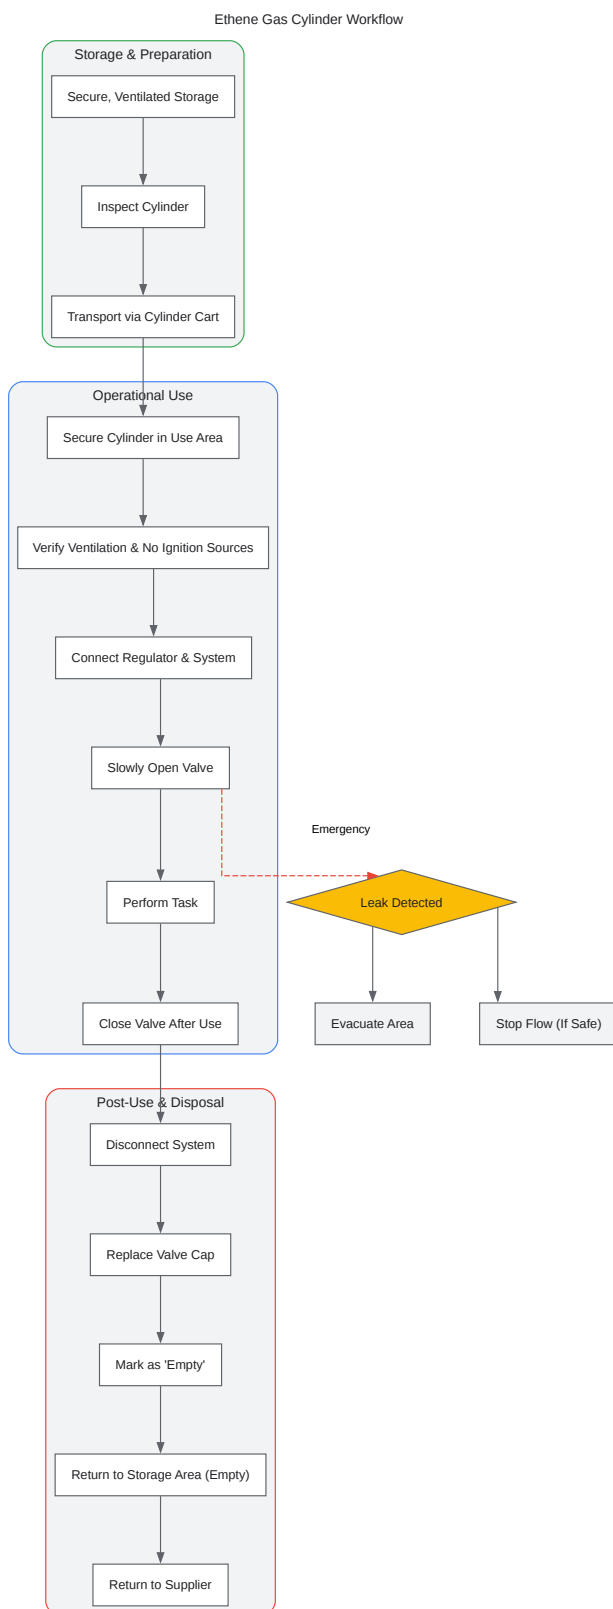 Ethene Gas Cylinder Workflow
Storage & Preparation
Secure, Ventilated Storage
Inspect Cylinder
Transport via Cylinder Cart
Operational Use
Secure Cylinder in Use Area
Verify Ventilation & No Ignition Sources
Connect Regulator & System
Slowly Open Valve
Emergency
Perform Task
Leak Detected
Close Valve After Use
Evacuate Area
Stop Flow (If Safe)
Post-Use & Disposal
Disconnect System
Replace Valve Cap
Mark as 'Empty'
Return to Storage Area (Empty)
Return to Supplier